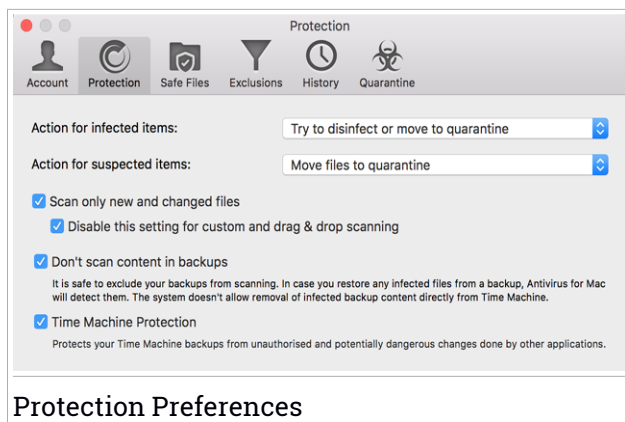 Protection
Account Protection Safe Files Exclusions History Quarantine
Action for infected items: Try to disinfect or move to quarantine
Action for suspected items: Move files to quarantine
Scan only new and changed files
Disable this setting for custom and drag & drop scanning
Don't scan content in backups
It is safe to exclude your backups from scanning. In case you restore any infected files from a backup, Antivirus for Mac
will detect them. The system doesn't allow removal of infected backup content directly from Time Machine.
Time Machine Protection
Protects your Time Machine backups from unauthorised and potentially dangerous changes done by other applications.
Protection Preferences